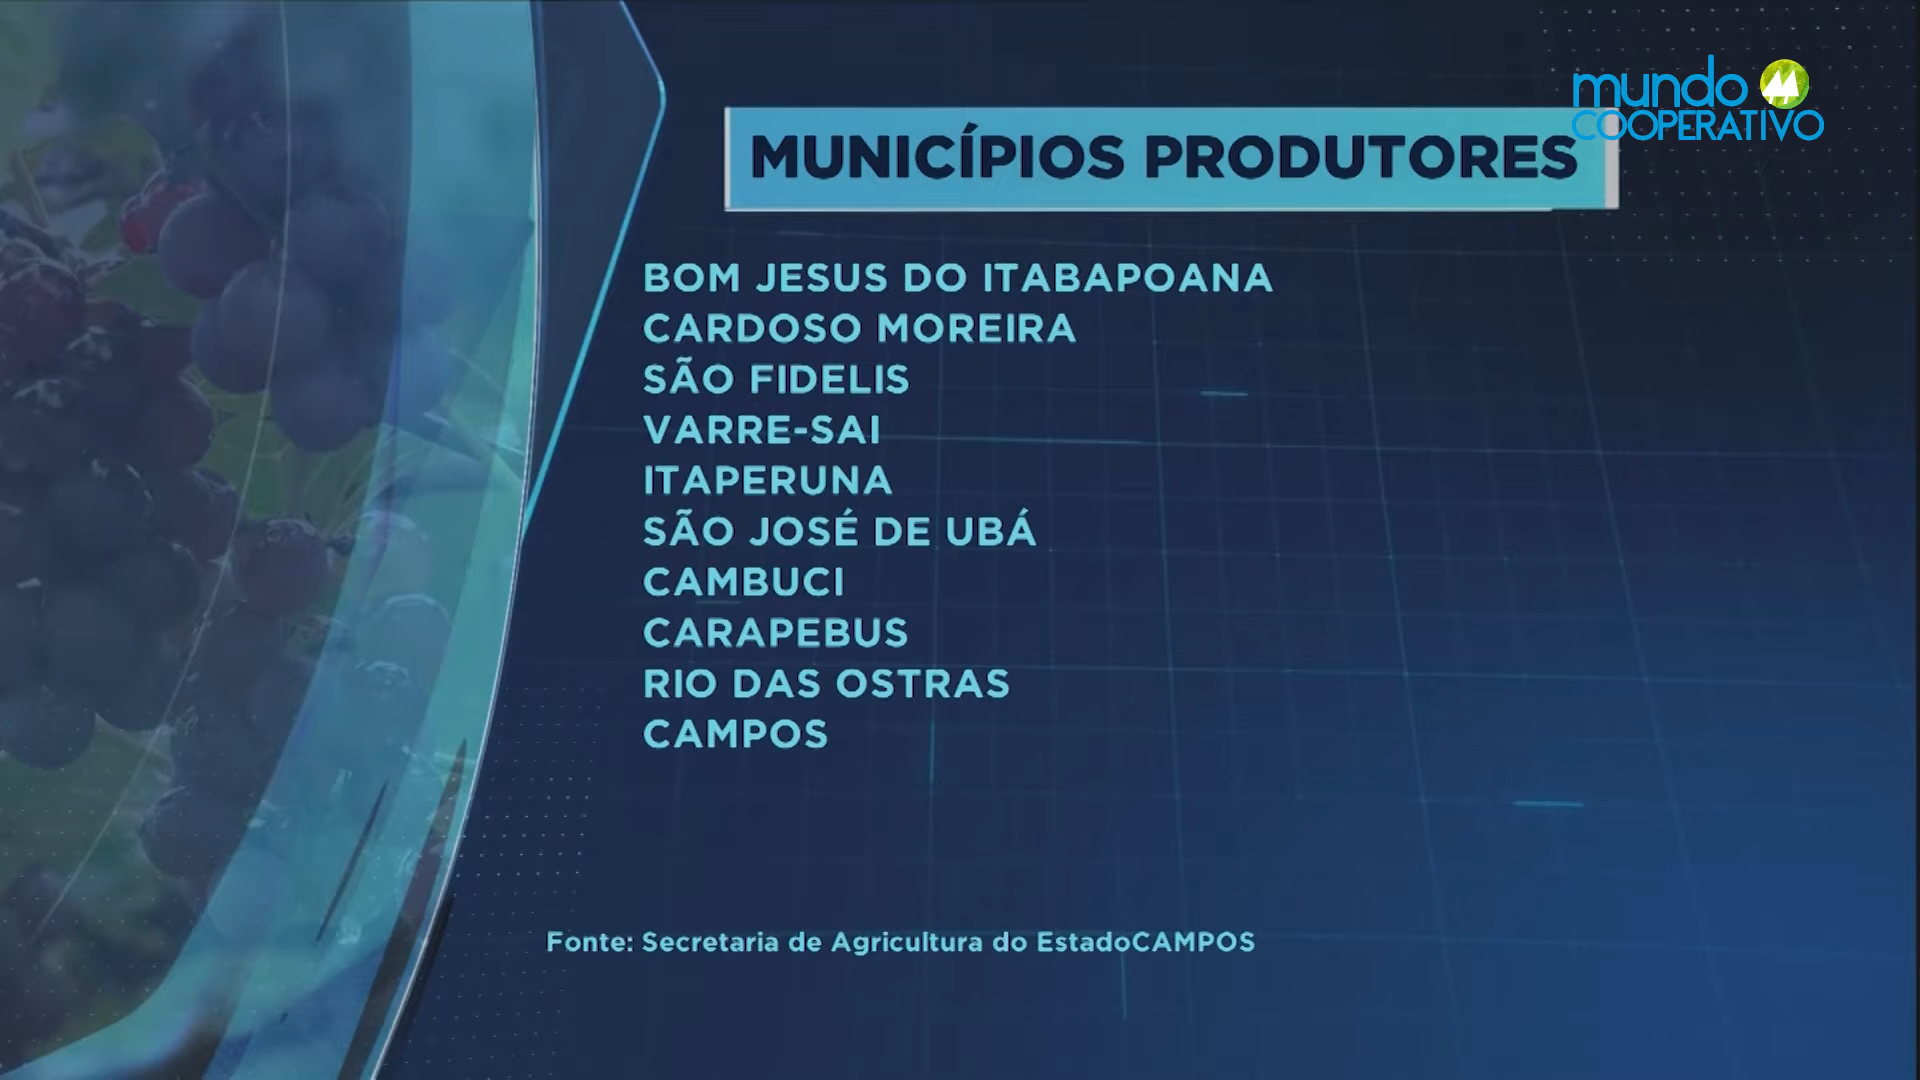 mundo
COOPERATIVO
MUNICÍPIOS PRODUTORES
BOM JESUS DO ITABAPOANA
CARDOSO MOREIRA
SÃO FIDELIS
VARRE-SAI
ITAPERUNA
SÃO JOSÉ DE UBÁ
CAMBUCI
CARAPEBUS
RIO DAS OSTRAS
CAMPOS
Fonte: Secretaria de Agricultura do EstadoCAMPOS